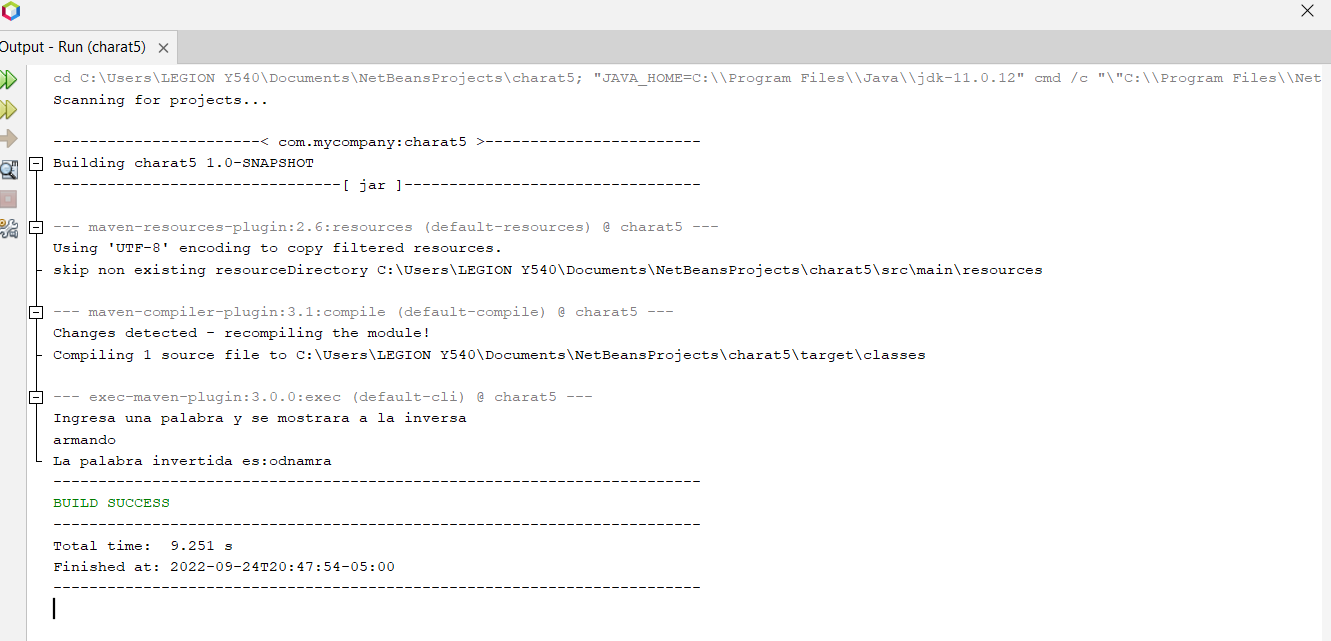 Output - Run (charat5)
cd C:\Users\LEGION Y540\Documents\NetBeansProjects\charat5; "JAVA_HOME=C:\\Program Files\\Java\\jdk-11.0.12" cmd /c "\"C:\\Program Files\\Net
Scanning for projects...
-----------------------< com.mycompany:charat5 >------------------------
Building charat5 1.0-SNAPSHOT
--------------------------------[ jar ]---------------------------------
--- maven-resources-plugin:2.6:resources (default-resources) @ charat5 ---
Using 'UTF-8' encoding to copy filtered resources.
skip non existing resourceDirectory C:\Users\LEGION Y540\Documents\NetBeansProjects\charat5\src\main\resources
--- maven-compiler-plugin:3.1:compile (default-compile) @ charat5 ---
Changes detected - recompiling the module!
Compiling 1 source file to C:\Users\LEGION Y540\Documents\NetBeansProjects\charat5\target\classes
--- exec-maven-plugin:3.0.0:exec (default-cli) @ charat5 ---
Ingresa una palabra y se mostrara a la inversa
armando
La palabra invertida es:odnamra
------------------------------------------------------------------------
BUILD SUCCESS
------------------------------------------------------------------------
Total time:  9.251 s
Finished at: 2022-09-24T20:47:54-05:00
------------------------------------------------------------------------